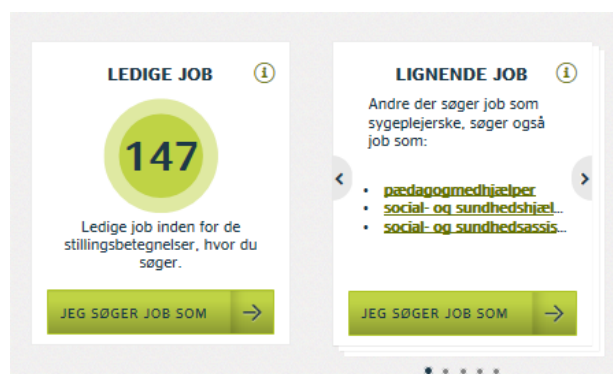 LEDIGE JOB
147
Ledige job inden for de
stillingsbetegnelser, hvor du
søger.
JEG SØGER JOB SOM
LIGNENDE JOB
Andre der søger job som
sygeplejerske, søger også
job som:
• pædagogmedhjælper
• social- og sundhedshjæl...
• social- og sundhedsassis...
JEG SØGER JOB SOM